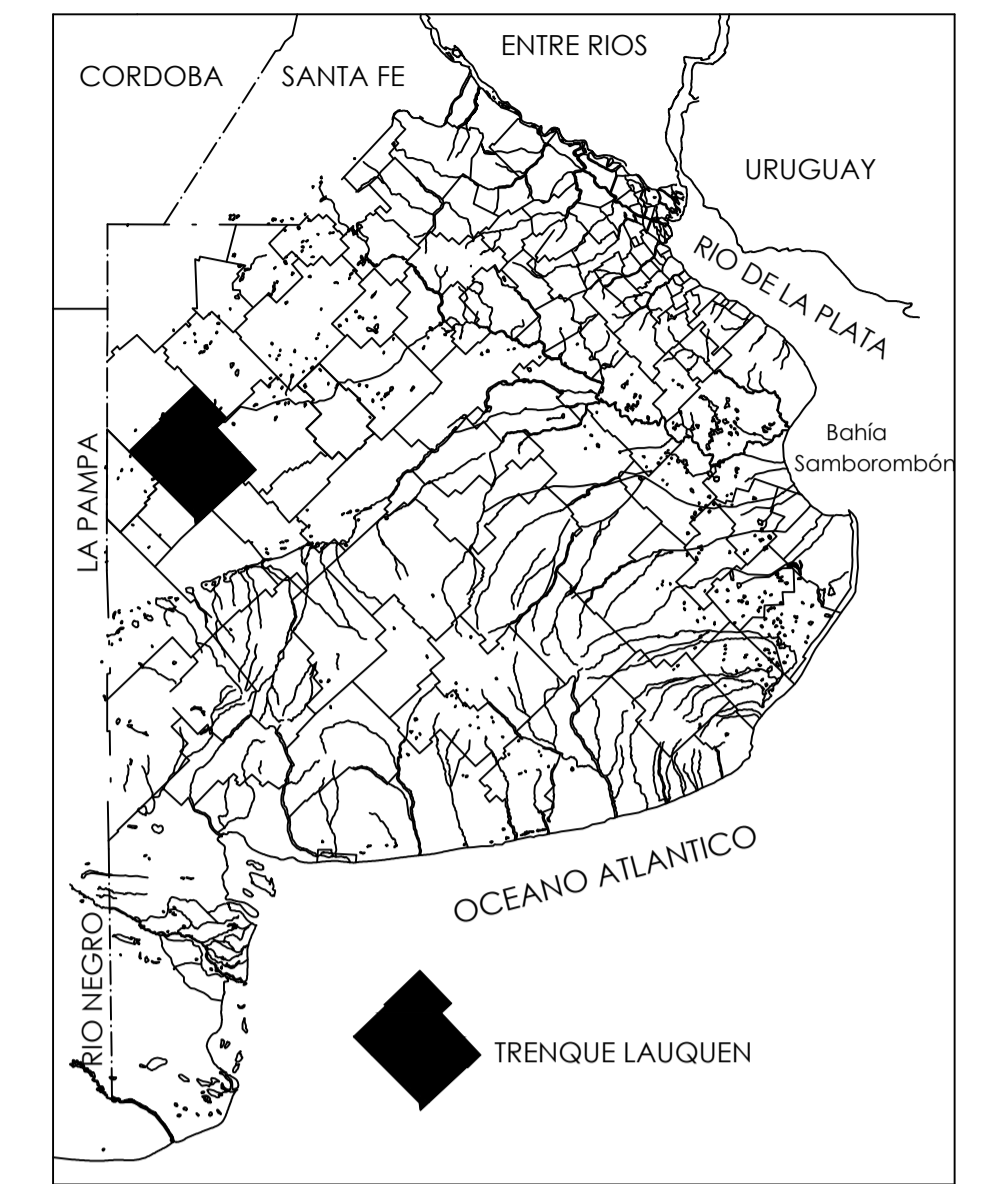 ENTRE RIOS
CORDOBA
SANTA FE
URUGUAY
RIO DE LA PLATA
Bahía
Samborombón
LA PAMPA
OCEANO ATLANTICO
RIO NEGRO
TRENQUE LAUQUEN